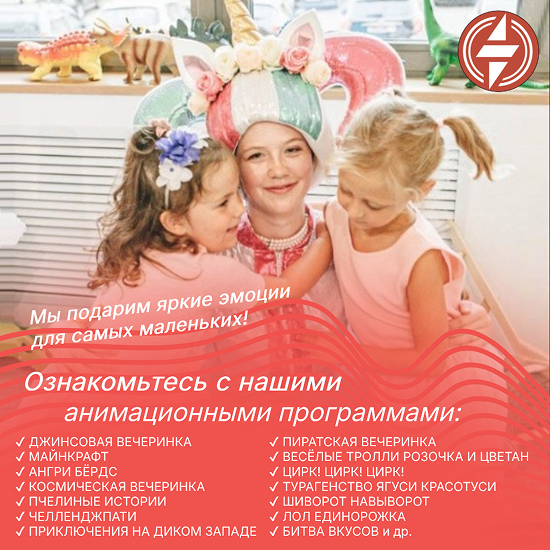 Мы подарим яркие эмоции
для самых маленьких!
Ознакомьтесь с нашими
анимационными программами:
✓ ДЖИНСОВАЯ ВЕЧЕРИНКА
✓ МАЙНКРАФТ
✓ АНГРИ БЁРДС
✓ КОСМИЧЕСКАЯ ВЕЧЕРИНКА
✓ ПЧЕЛИНЫЕ ИСТОРИИ
✓ ЧЕЛЛЕНДЖПАТИ
✓ ПРИКЛЮЧЕНИЯ НА ДИКОМ ЗАПАДЕ
✓ ПИРАТСКАЯ ВЕЧЕРИНКА
✓ ВЕСЁЛЫЕ ТРОЛЛИ РОЗОЧКА И ЦВЕТАН
✓ ЦИРК! ЦИРК! ЦИРК!
✓ ТУРАГЕНСТВО ЯГУСИ КРАСОТУСИ
✓ ШИВОРОТ НАВЫВОРОТ
✓ ЛОЛ ЕДИНОРОЖКА
✓ БИТВА ВКУСОВ и др.